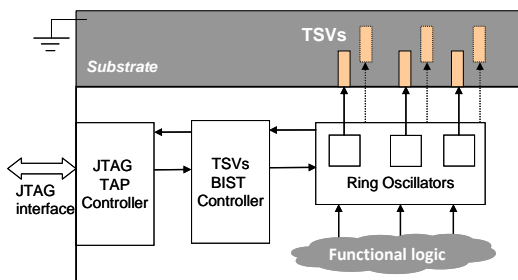 TSVs
Substrate
JTAG
TAP
Controller
TSVs
BIST
Controller
Ring Oscillators
JTAG
interface
Functional logic